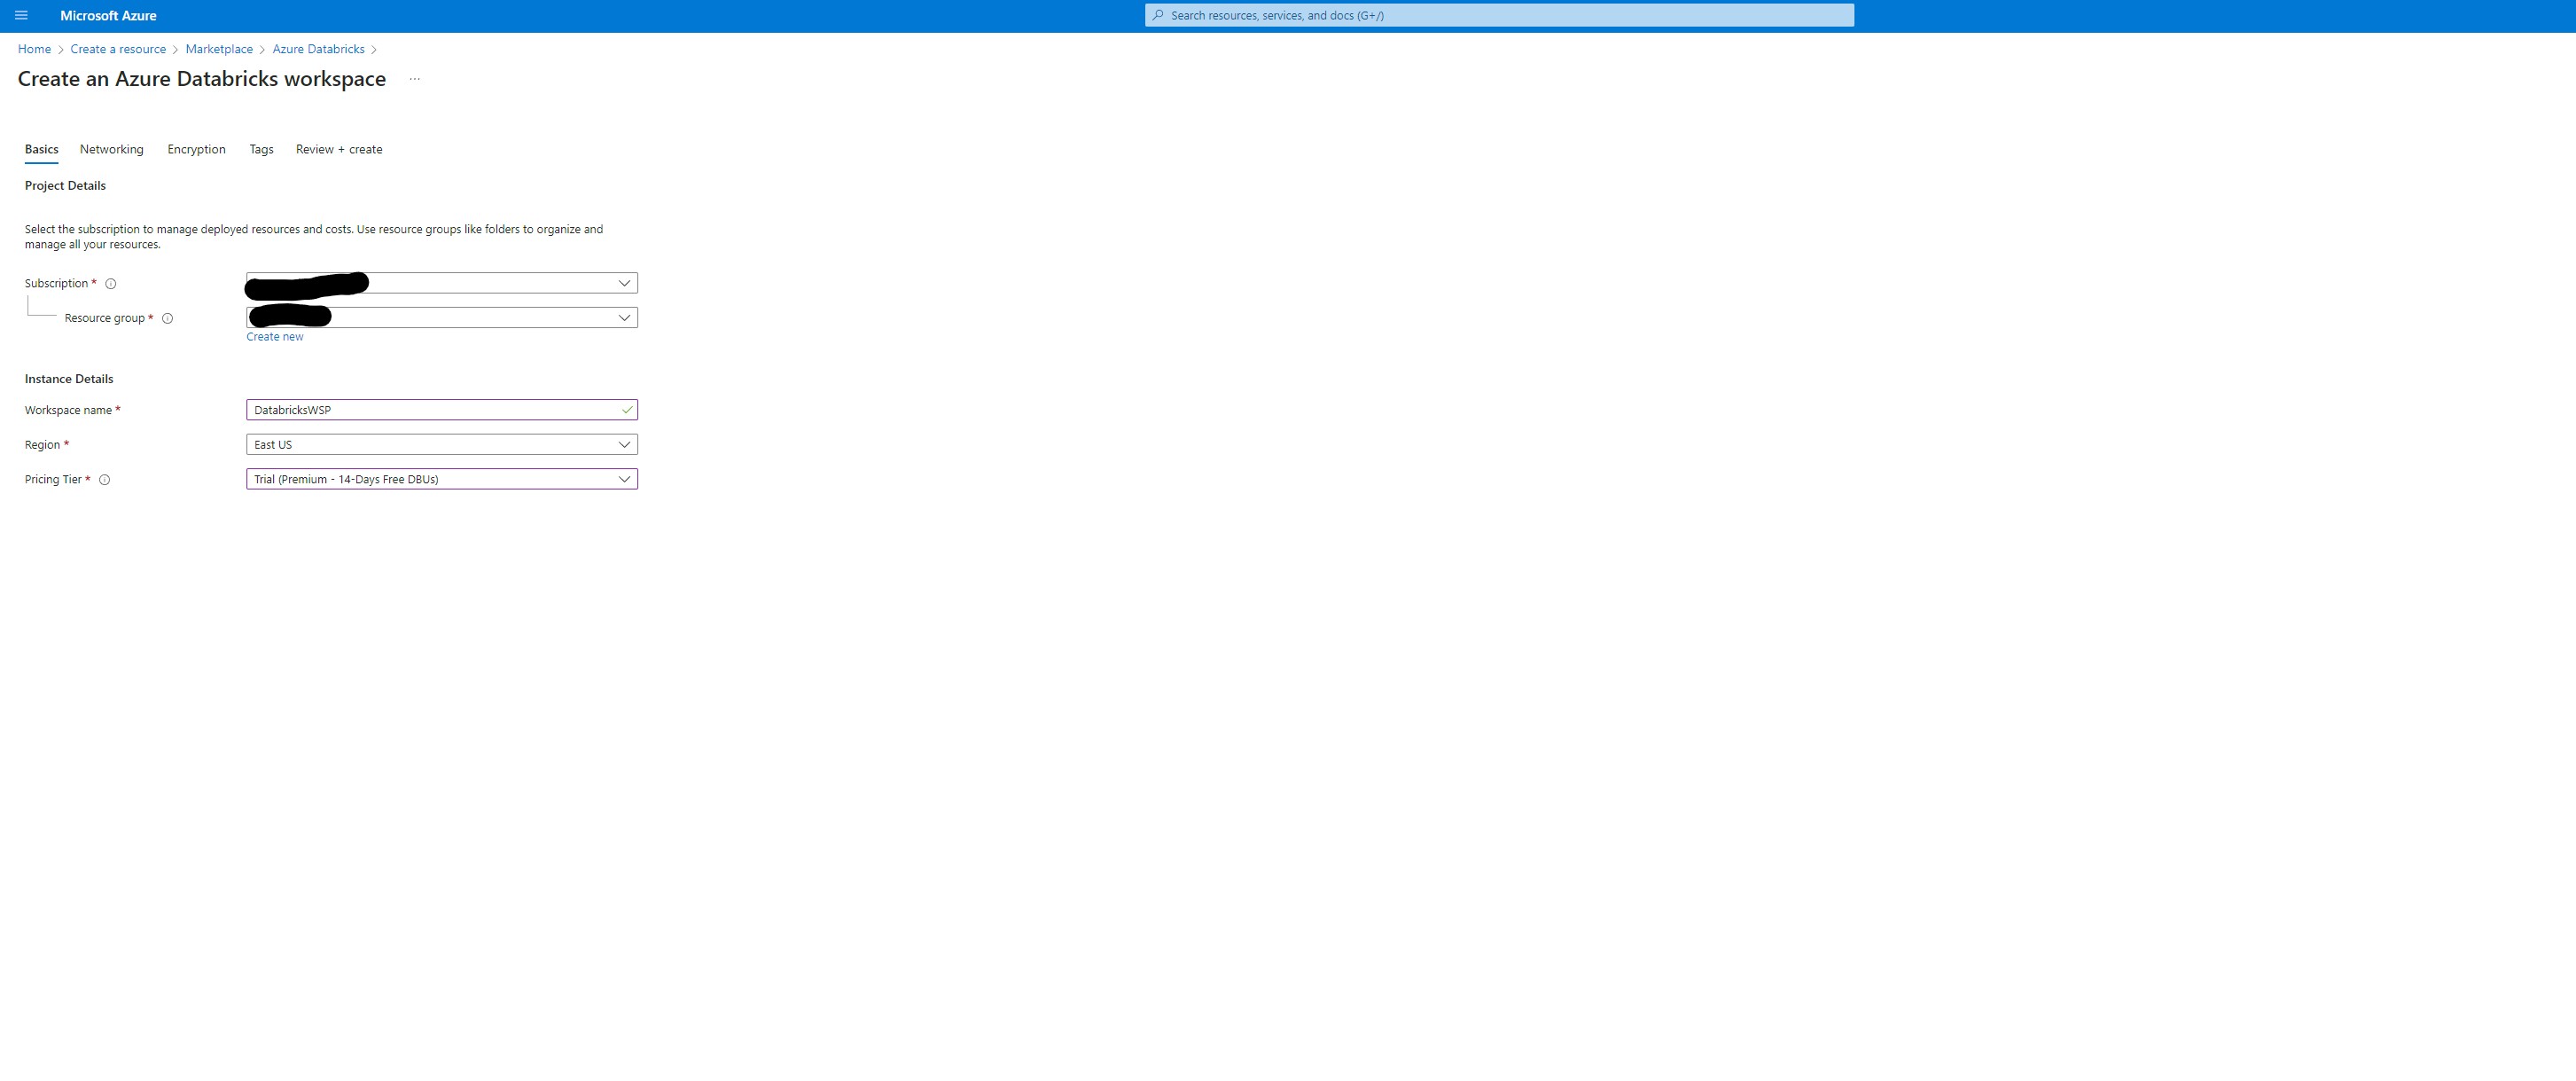 Microsoft Azure
Search resources, services, and docs (G+/)
Home > Create a resource > Marketplace > Azure Databricks >
Create an Azure Databricks workspace ...
Basics Networking Encryption Tags Review + create
Project Details
Select the subscription to manage deployed resources and costs. Use resource groups like folders to organize and
manage all your resources.
Subscription *
Resource group *
Create new
Instance Details
Workspace name * DatabricksWSP
Region * East US
Pricing Tier * Trial (Premium - 14-Days Free DBUs)